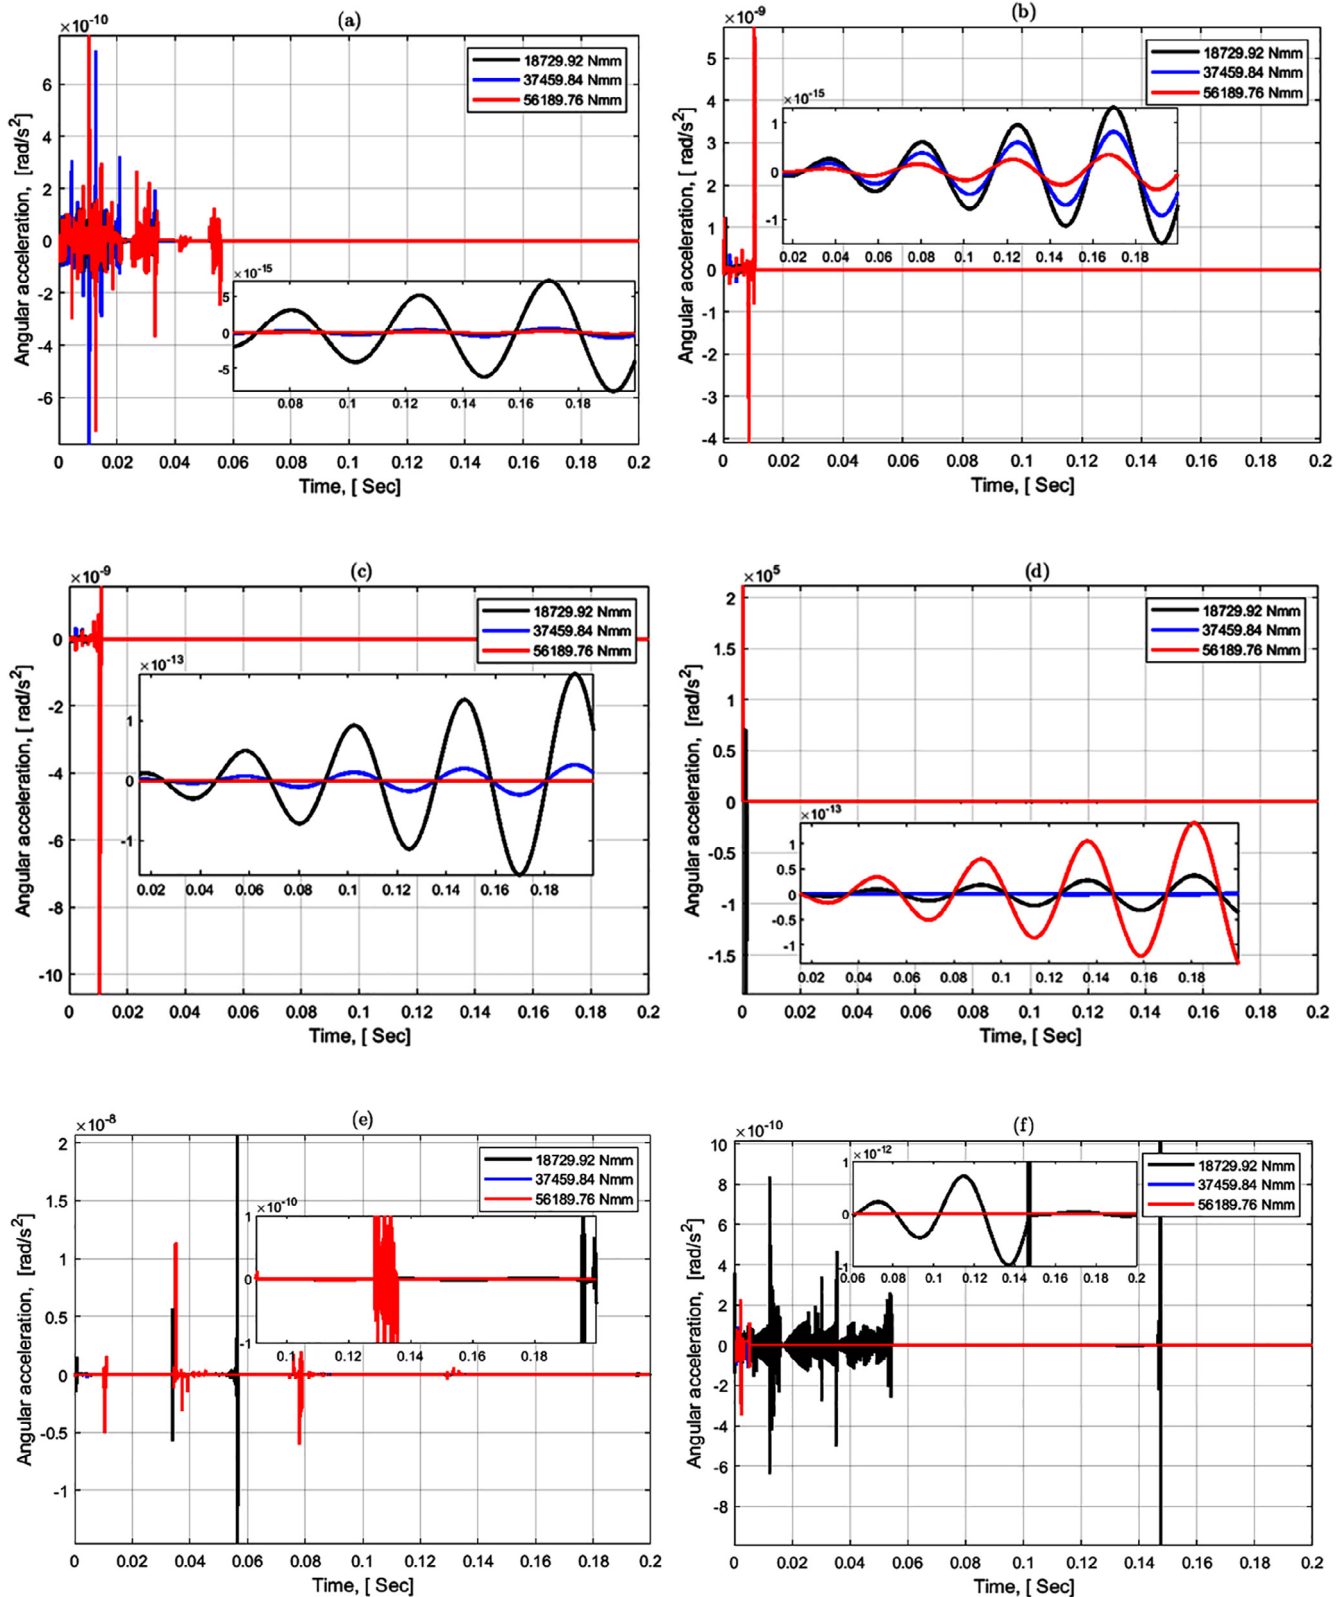 (a)
×10⁻¹⁰
18729.92 Nmm
37459.84 Nmm
56189.76 Nmm
6
4
2
0
-2
-4
-6
Angular acceleration, [rad/s²]
×10⁻¹⁵
5
0
-5
0.08 0.1 0.12 0.14 0.16 0.18
0 0.02 0.04 0.06 0.08 0.1 0.12 0.14 0.16 0.18 0.2
Time, [ Sec]
(b)
×10⁻⁹
18729.92 Nmm
37459.84 Nmm
56189.76 Nmm
5
4
3
2
1
0
-1
-2
-3
-4
Angular acceleration, [rad/s²]
×10⁻¹⁵
1
0
-1
0.02 0.04 0.06 0.08 0.1 0.12 0.14 0.16 0.18
0 0.02 0.04 0.06 0.08 0.1 0.12 0.14 0.16 0.18 0.2
Time, [ Sec]
(c)
×10⁻⁹
18729.92 Nmm
37459.84 Nmm
56189.76 Nmm
0
-2
-4
-6
-8
-10
Angular acceleration, [ rad/s²]
×10⁻¹³
1
0
-1
0.02 0.04 0.06 0.08 0.1 0.12 0.14 0.16 0.18
0 0.02 0.04 0.06 0.08 0.1 0.12 0.14 0.16 0.18 0.2
Time, [ Sec]
(d)
×10⁵
18729.92 Nmm
37459.84 Nmm
56189.76 Nmm
2
1.5
1
0.5
0
-0.5
-1
-1.5
Angular acceleration, [rad/s²]
×10⁻¹³
1
0.5
0
-0.5
-1
0.02 0.04 0.06 0.08 0.1 0.12 0.14 0.16 0.18
0 0.02 0.04 0.06 0.08 0.1 0.12 0.14 0.16 0.18 0.2
Time, [ Sec]
(e)
×10⁻⁸
18729.92 Nmm
37459.84 Nmm
56189.76 Nmm
2
1.5
1
0.5
0
-0.5
-1
Angular acceleration, [rad/s²]
×10⁻¹⁰
1
0
-1
0.1 0.12 0.14 0.16 0.18
0 0.02 0.04 0.06 0.08 0.1 0.12 0.14 0.16 0.18 0.2
Time, [ Sec]
(f)
×10⁻¹⁰
18729.92 Nmm
37459.84 Nmm
56189.76 Nmm
10
8
6
4
2
0
-2
-4
-6
-8
Angular acceleration, [rad/s²]
×10⁻¹²
1
0
-1
0.06 0.08 0.1 0.12 0.14 0.16 0.18 0.2
0 0.02 0.04 0.06 0.08 0.1 0.12 0.14 0.16 0.18 0.2
Time, [ Sec]